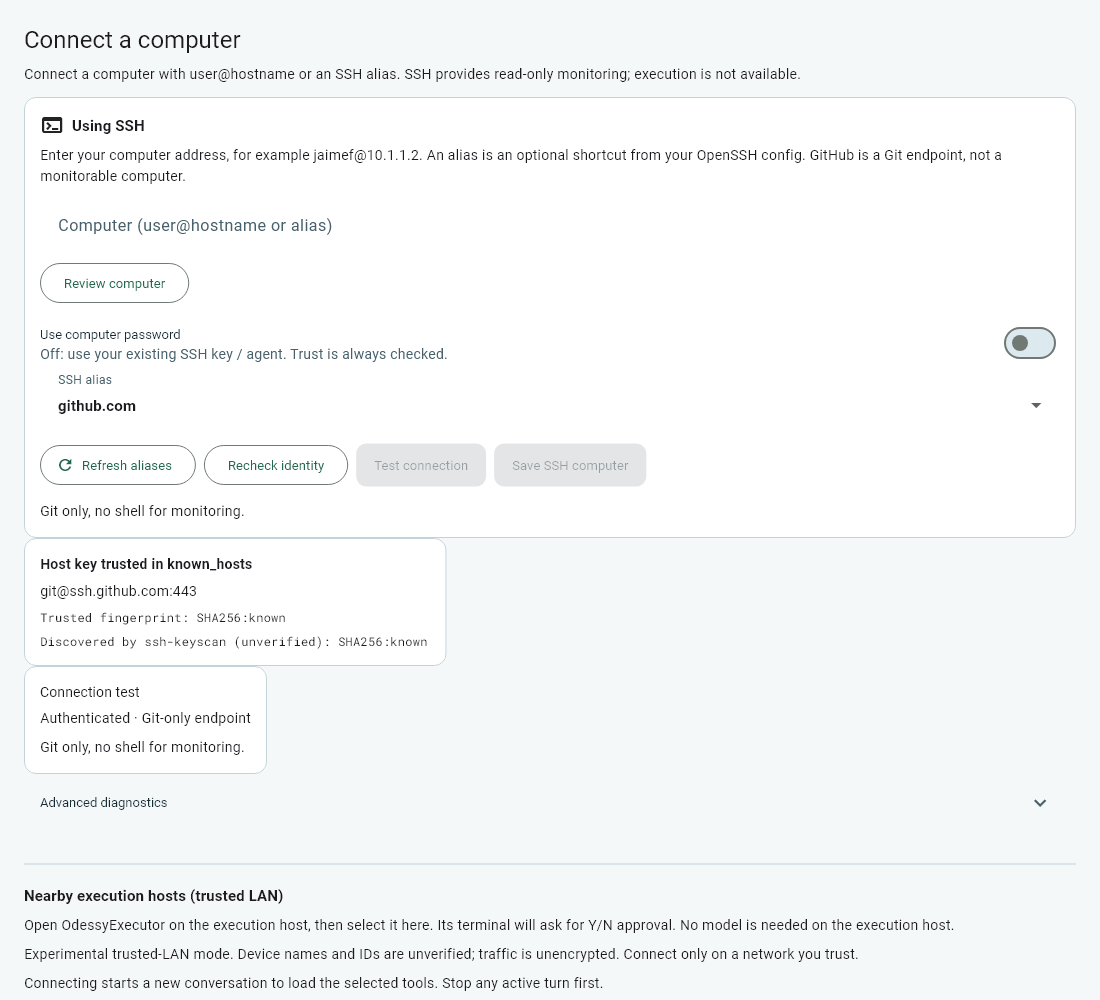 Connect a computer
Connect a computer with user@hostname or an SSH alias. SSH provides read-only monitoring; execution is not available.
Using SSH
Enter your computer address, for example jaimef@10.1.1.2. An alias is an optional shortcut from your OpenSSH config. GitHub is a Git endpoint, not a
monitorable computer.
Computer (user@hostname or alias)
Review computer
Use computer password
Off: use your existing SSH key / agent. Trust is always checked.
SSH alias
github.com
Refresh aliases
Recheck identity
Test connection
Save SSH computer
Git only, no shell for monitoring.
Host key trusted in known_hosts
git@ssh.github.com:443
Trusted fingerprint: SHA256:known
Discovered by ssh-keyscan (unverified): SHA256:known
Connection test
Authenticated · Git-only endpoint
Git only, no shell for monitoring.
Advanced diagnostics
Nearby execution hosts (trusted LAN)
Open OdessyExecutor on the execution host, then select it here. Its terminal will ask for Y/N approval. No model is needed on the execution host.
Experimental trusted-LAN mode. Device names and IDs are unverified; traffic is unencrypted. Connect only on a network you trust.
Connecting starts a new conversation to load the selected tools. Stop any active turn first.